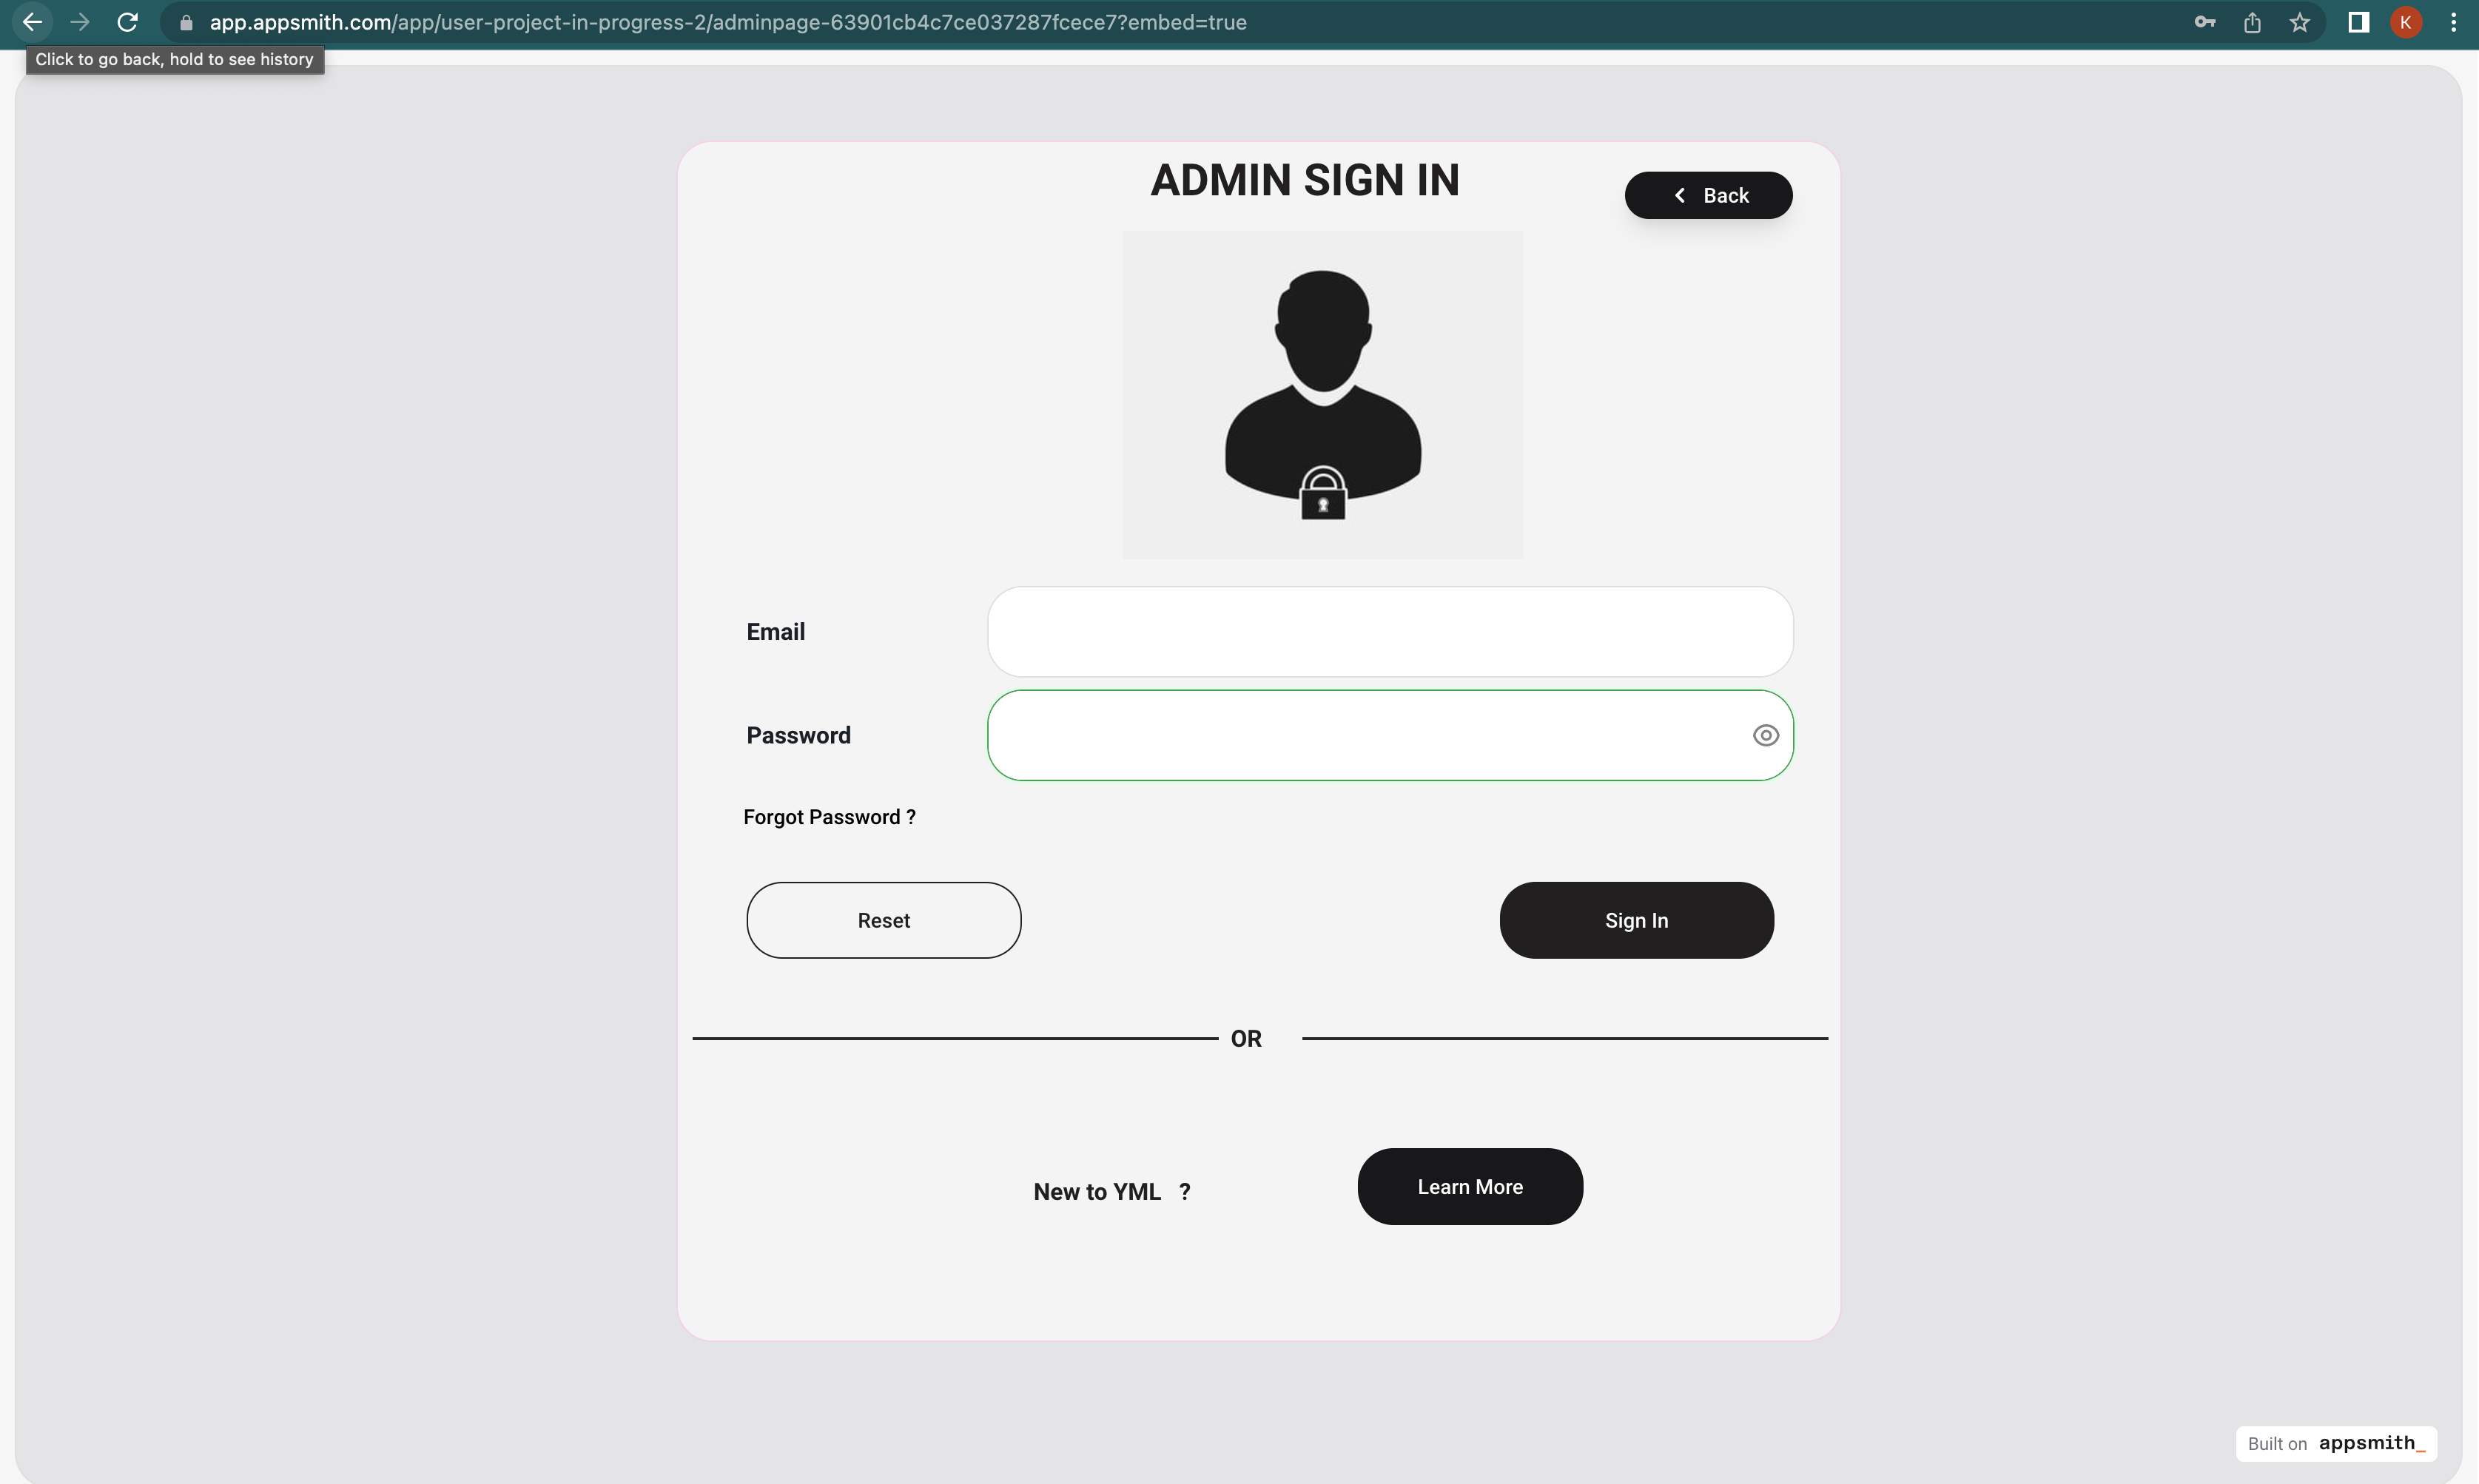 app.appsmith.com/app/user-project-in-progress-2/adminpage-63901cb4c7ce037287fcece7?embed=true
K
Click to go back, hold to see history
ADMIN SIGN IN
Back
Email
Password
Forgot Password ?
Reset
Sign In
OR
New to YML ?
Learn More
Built on appsmith_